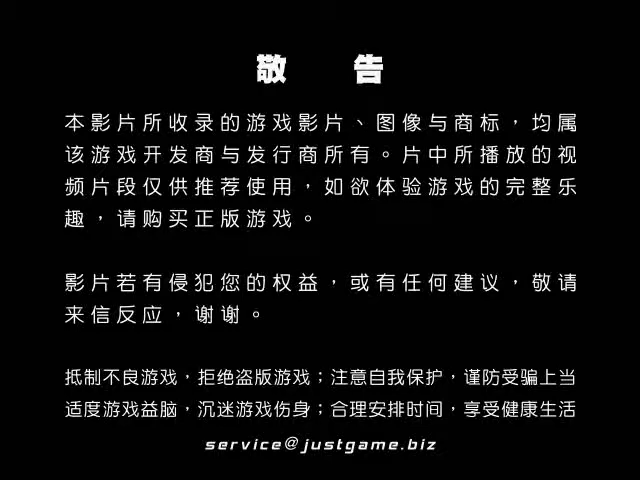 敬 告
本影片所收录的游戏影片、图像与商标，均属
该游戏开发商与发行商所有。片中所播放的视
频片段仅供推荐使用，如欲体验游戏的完整乐
趣，请购买正版游戏。
影片若有侵犯您的权益，或有任何建议，敬请
来信反应，谢谢。
抵制不良游戏，拒绝盗版游戏；注意自我保护，谨防受骗上当
适度游戏益脑，沉迷游戏伤身；合理安排时间，享受健康生活
service@justgame.biz